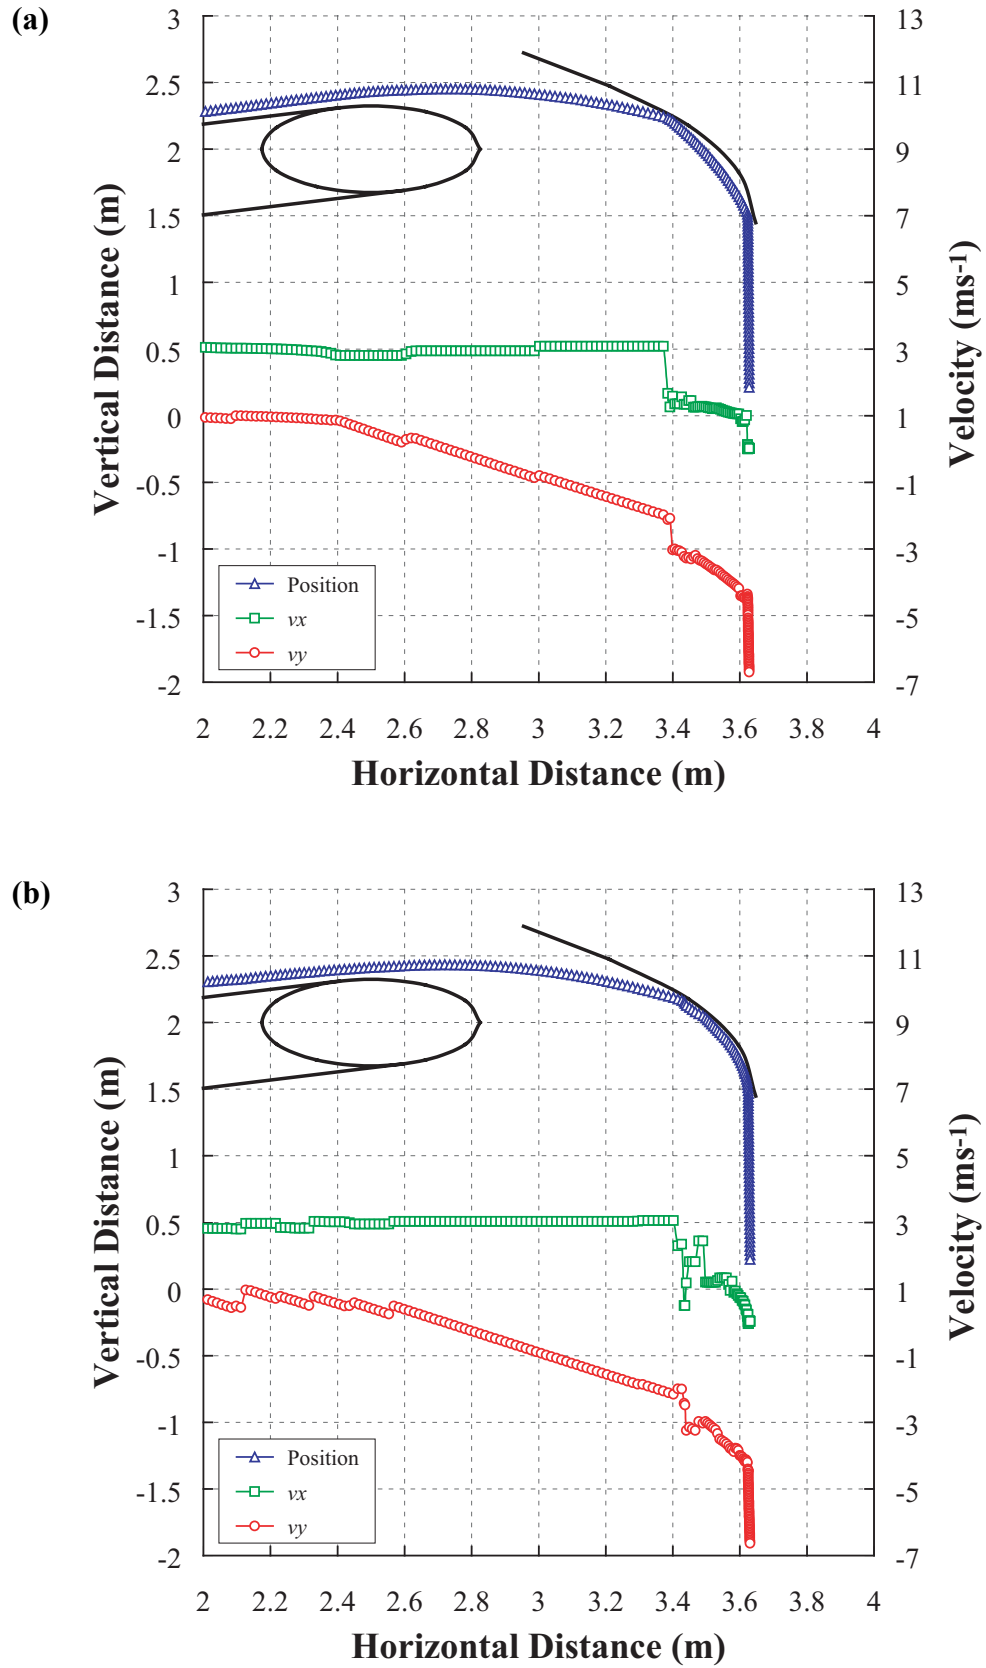 (a)
3
2.5
2
1.5
1
0.5
0
-0.5
-1
-1.5
-2
Vertical Distance (m)
13
11
9
7
5
3
1
-1
-3
-5
-7
Velocity (ms-1)
Position
vx
vy
2 2.2 2.4 2.6 2.8 3 3.2 3.4 3.6 3.8 4
Horizontal Distance (m)
(b)
3
2.5
2
1.5
1
0.5
0
-0.5
-1
-1.5
-2
Vertical Distance (m)
13
11
9
7
5
3
1
-1
-3
-5
-7
Velocity (ms-1)
Position
vx
vy
2 2.2 2.4 2.6 2.8 3 3.2 3.4 3.6 3.8 4
Horizontal Distance (m)